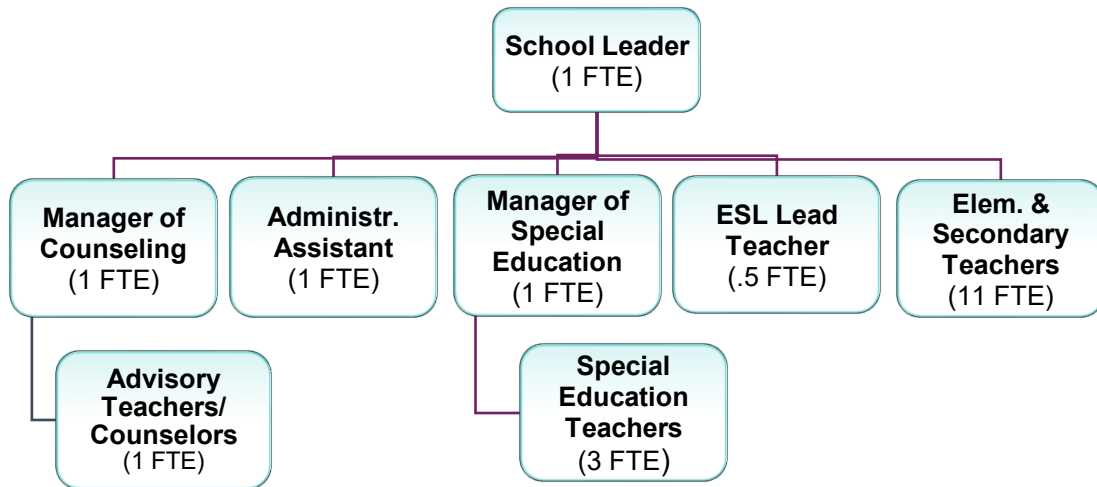 School Leader
(1 FTE)
Manager of
Counseling
(1 FTE)
Administr.
Assistant
(1 FTE)
Manager of
Special
Education
(1 FTE)
ESL Lead
Teacher
(.5 FTE)
Elem. &
Secondary
Teachers
(11 FTE)
Advisory
Teachers/
Counselors
(1 FTE)
Special
Education
Teachers
(3 FTE)